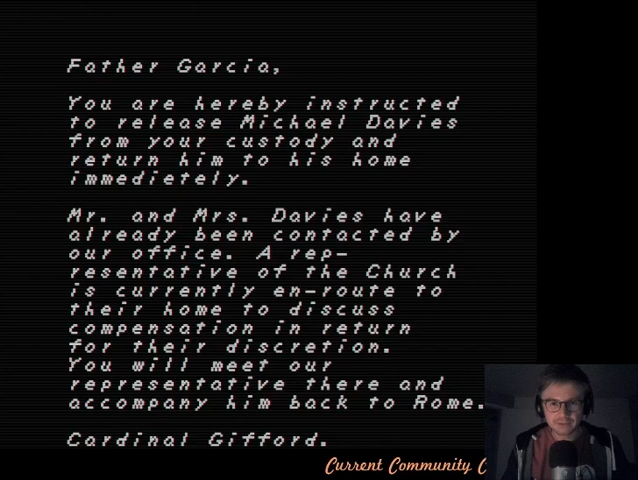 Father Garcia,
You are hereby instructed
to release Michael Davies
from your custody and
return him to his home
immedietely.
Mr. and Mrs. Davies have
already been contacted by
our office. A rep-
resentative of the Church
is currently en-route to
their home to discuss
compensation in return
for their discretion.
You will meet our
representative there and
accompany him back to Rome.
Cardinal Gifford.
Current Community C